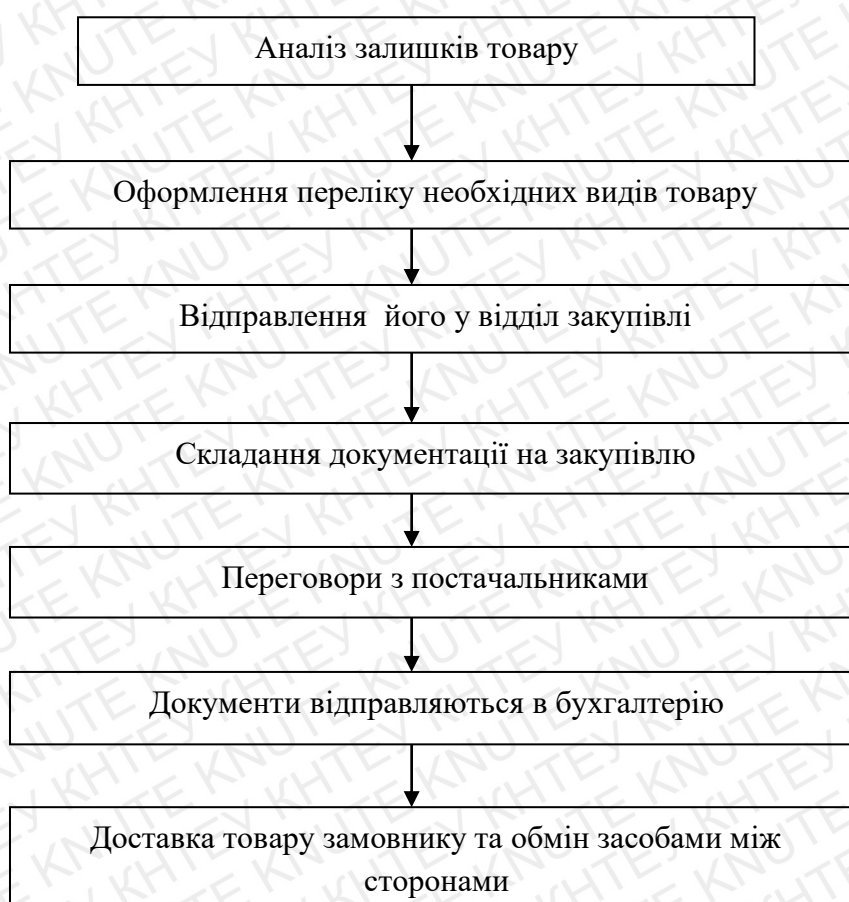 Аналіз залишків товару
Оформлення переліку необхідних видів товару
Відправлення його у відділ закупівлі
Складання документації на закупівлю
Переговори з постачальниками
Документи відправляються в бухгалтерію
Доставка товару замовнику та обмін засобами між
сторонами